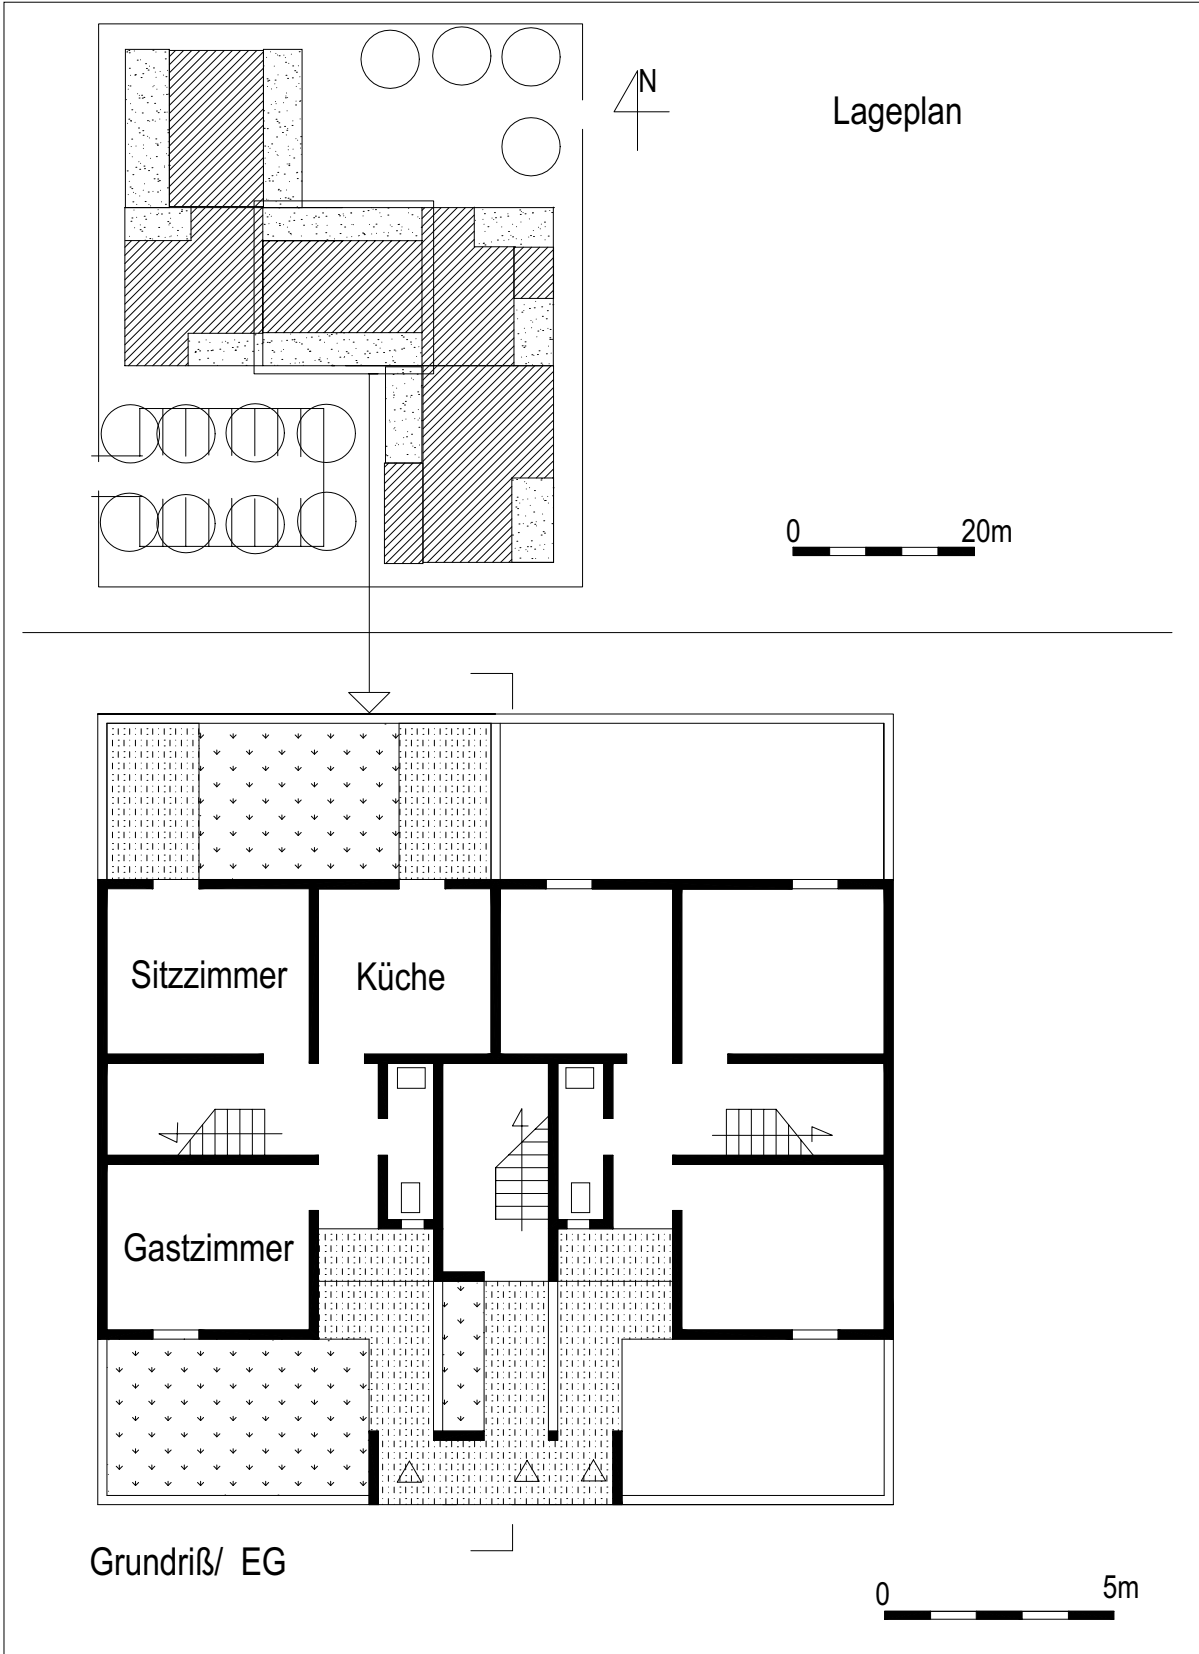 N
Lageplan
0 20m
Sitzzimmer
Küche
Gastzimmer
Grundriß/ EG
0 5m